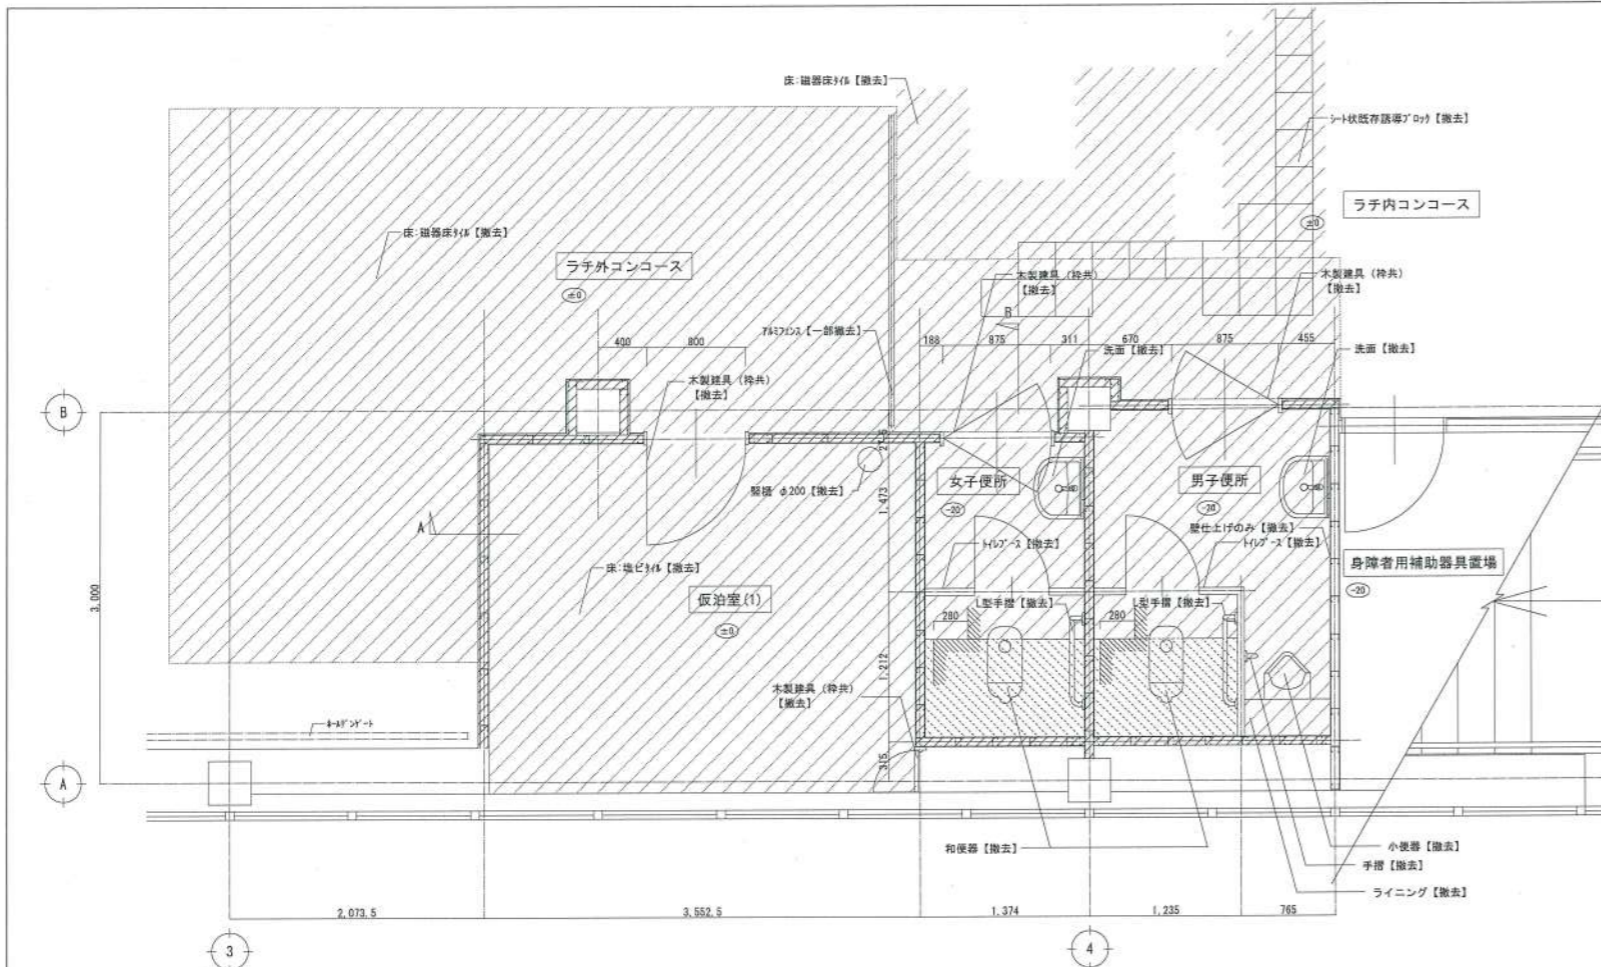 床:磁器床ﾀｲﾙ【撤去】
シート状既存誘導ﾌﾞﾛｯｸ【撤去】
ラチ内コンコース
±0
床:磁器床ﾀｲﾙ【撤去】
ラチ外コンコース
±0
木製建具（枠共）
【撤去】
木製建具（枠共）
【撤去】
B
ｱﾙﾐﾌｪﾝｽ【一部撤去】
400
800
188
875
311
670
875
455
洗面【撤去】
洗面【撤去】
木製建具（枠共）
【撤去】
B
竪樋 φ200【撤去】
1,473
女子便所
-20
男子便所
-20
A
壁仕上げのみ【撤去】
ﾄｲﾚﾌﾞｰｽ【撤去】
ﾄｲﾚﾌﾞｰｽ【撤去】
身障者用補助器具置場
-20
床:塩ビﾀｲﾙ【撤去】
仮泊室(1)
±0
3,000
L型手摺【撤去】
L型手摺【撤去】
280
280
1,212
木製建具（枠共）
【撤去】
ﾎｰﾙﾃﾞﾝｹﾞｰﾄ
315
A
和便器【撤去】
小便器【撤去】
手摺【撤去】
ライニング【撤去】
2,073.5
3,552.5
1,374
1,235
765
3
4